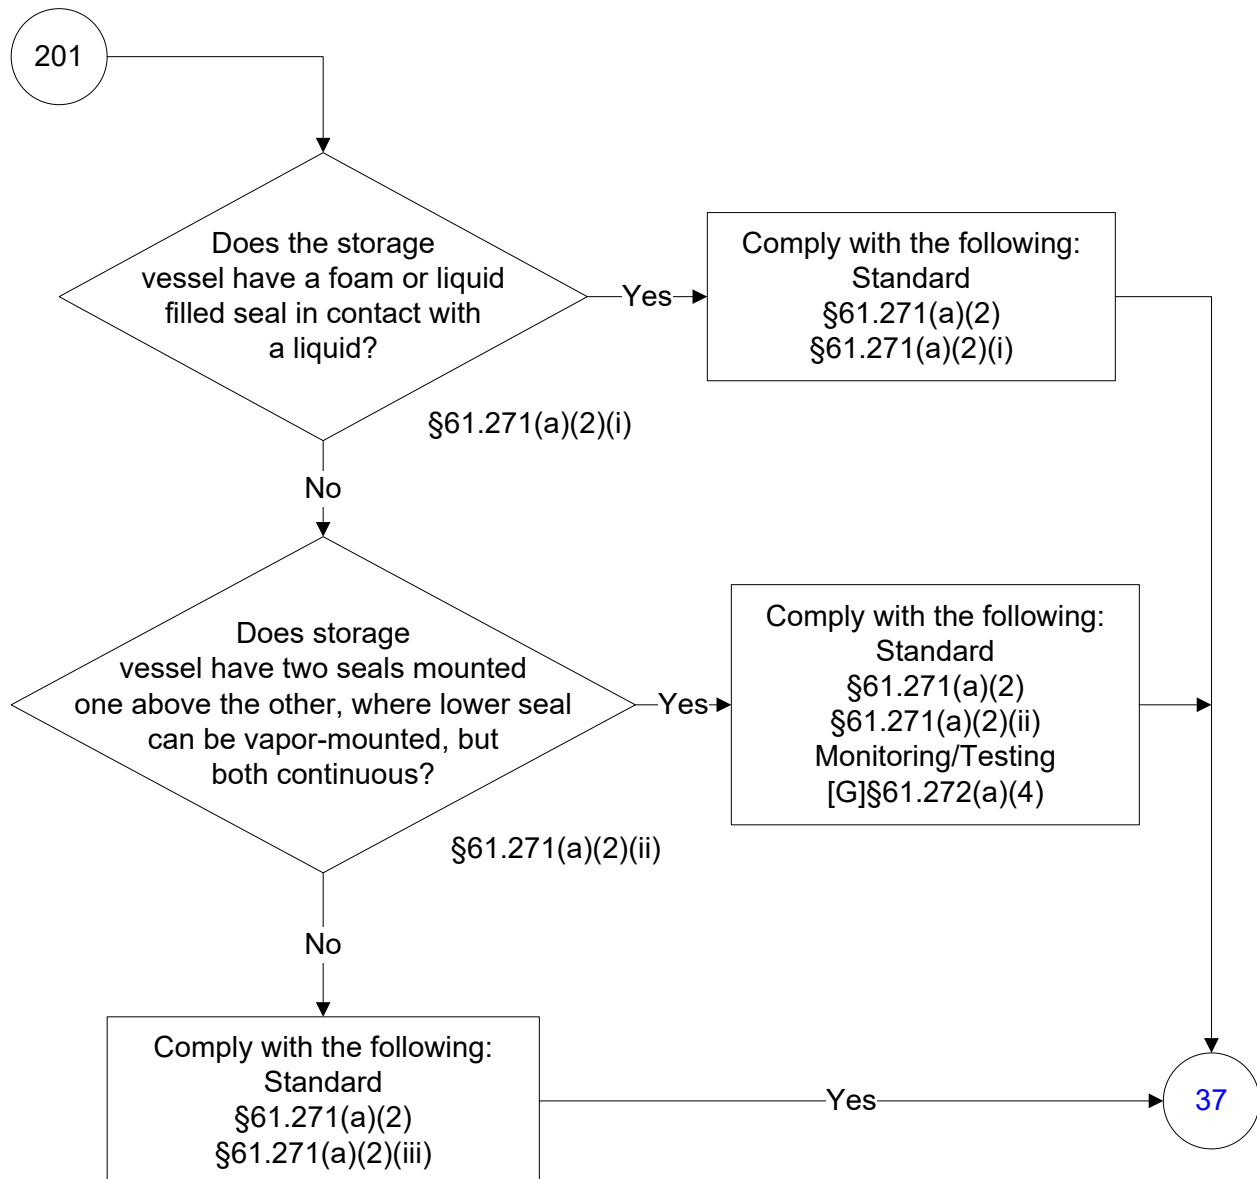 201
Does the storage
vessel have a foam or liquid
filled seal in contact with
a liquid?
Yes
Comply with the following:
Standard
§61.271(a)(2)
§61.271(a)(2)(i)
§61.271(a)(2)(i)
No
Does storage
vessel have two seals mounted
one above the other, where lower seal
can be vapor-mounted, but
both continuous?
Yes
Comply with the following:
Standard
§61.271(a)(2)
§61.271(a)(2)(ii)
Monitoring/Testing
[G]§61.272(a)(4)
§61.271(a)(2)(ii)
No
Comply with the following:
Standard
§61.271(a)(2)
§61.271(a)(2)(iii)
Yes
37